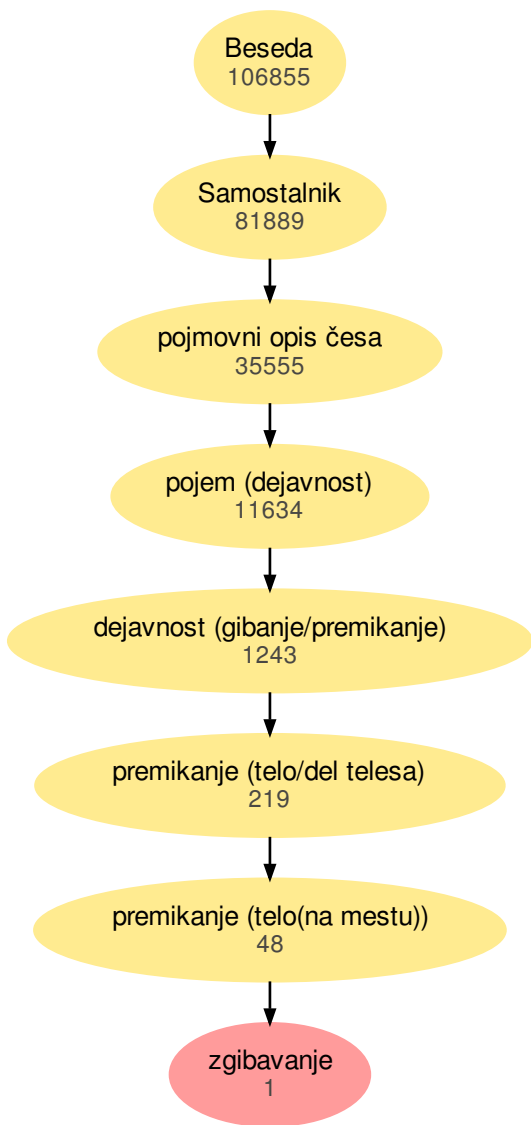 Beseda
106855
Samostalnik
81889
pojmovni opis česa
35555
pojem (dejavnost)
11634
dejavnost (gibanje/premikanje)
1243
premikanje (telo/del telesa)
219
premikanje (telo(na mestu))
48
zgibavanje
1